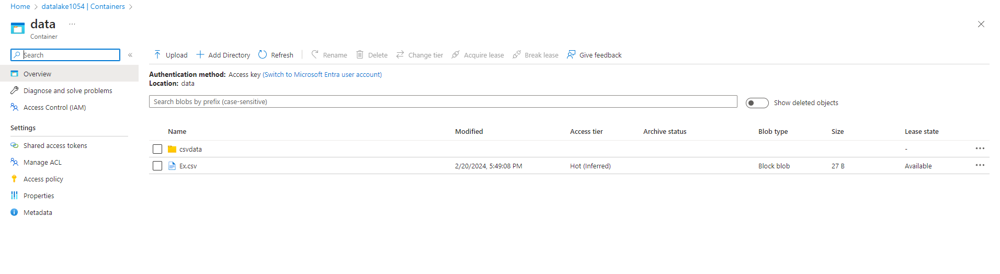 Home > datalake1054 | Containers >
data ...
Container
Search «
Upload Add Directory Refresh Rename Delete Change tier Acquire lease Break lease Give feedback
Overview
Diagnose and solve problems
Access Control (IAM)
Settings
Shared access tokens
Manage ACL
Access policy
Properties
Metadata
Authentication method: Access key (Switch to Microsoft Entra user account)
Location: data
Search blobs by prefix (case-sensitive) Show deleted objects
Name Modified Access tier Archive status Blob type Size Lease state
csvdata - ...
Ex.csv 2/20/2024, 5:49:08 PM Hot (Inferred) Block blob 27 B Available ...